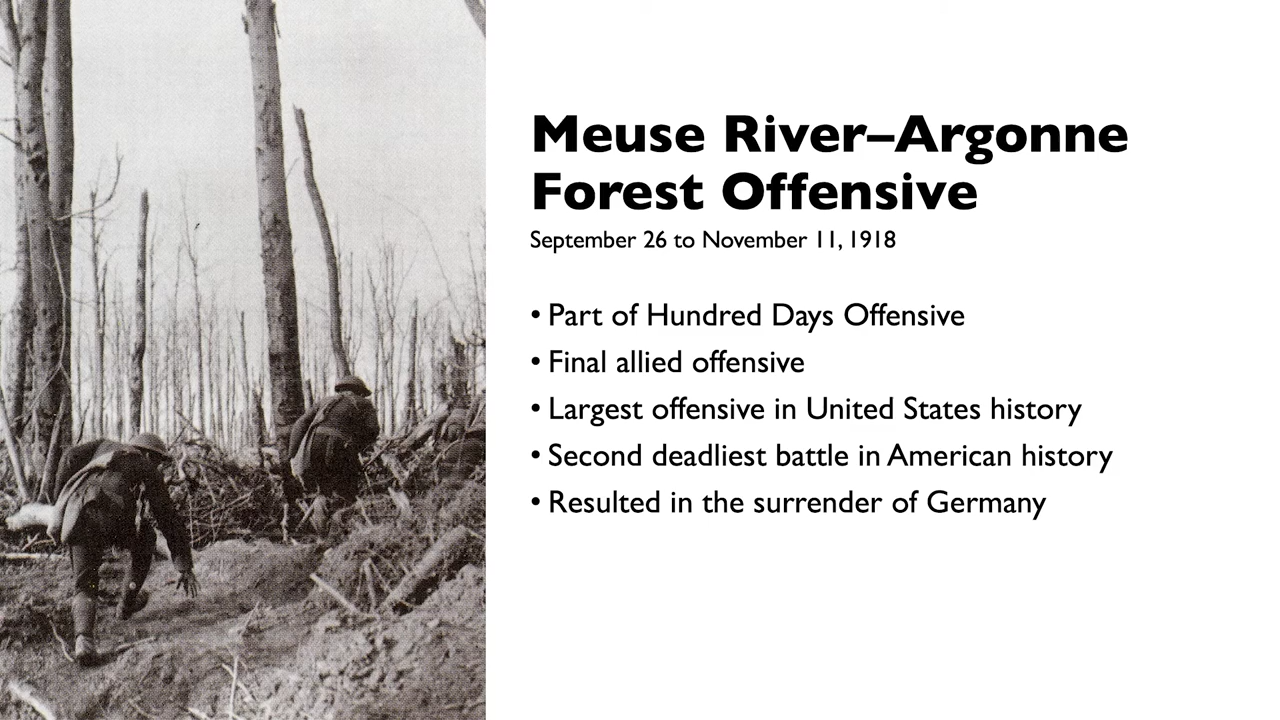 Meuse River–Argonne
Forest Offensive
September 26 to November 11, 1918
• Part of Hundred Days Offensive
• Final allied offensive
• Largest offensive in United States history
• Second deadliest battle in American history
• Resulted in the surrender of Germany